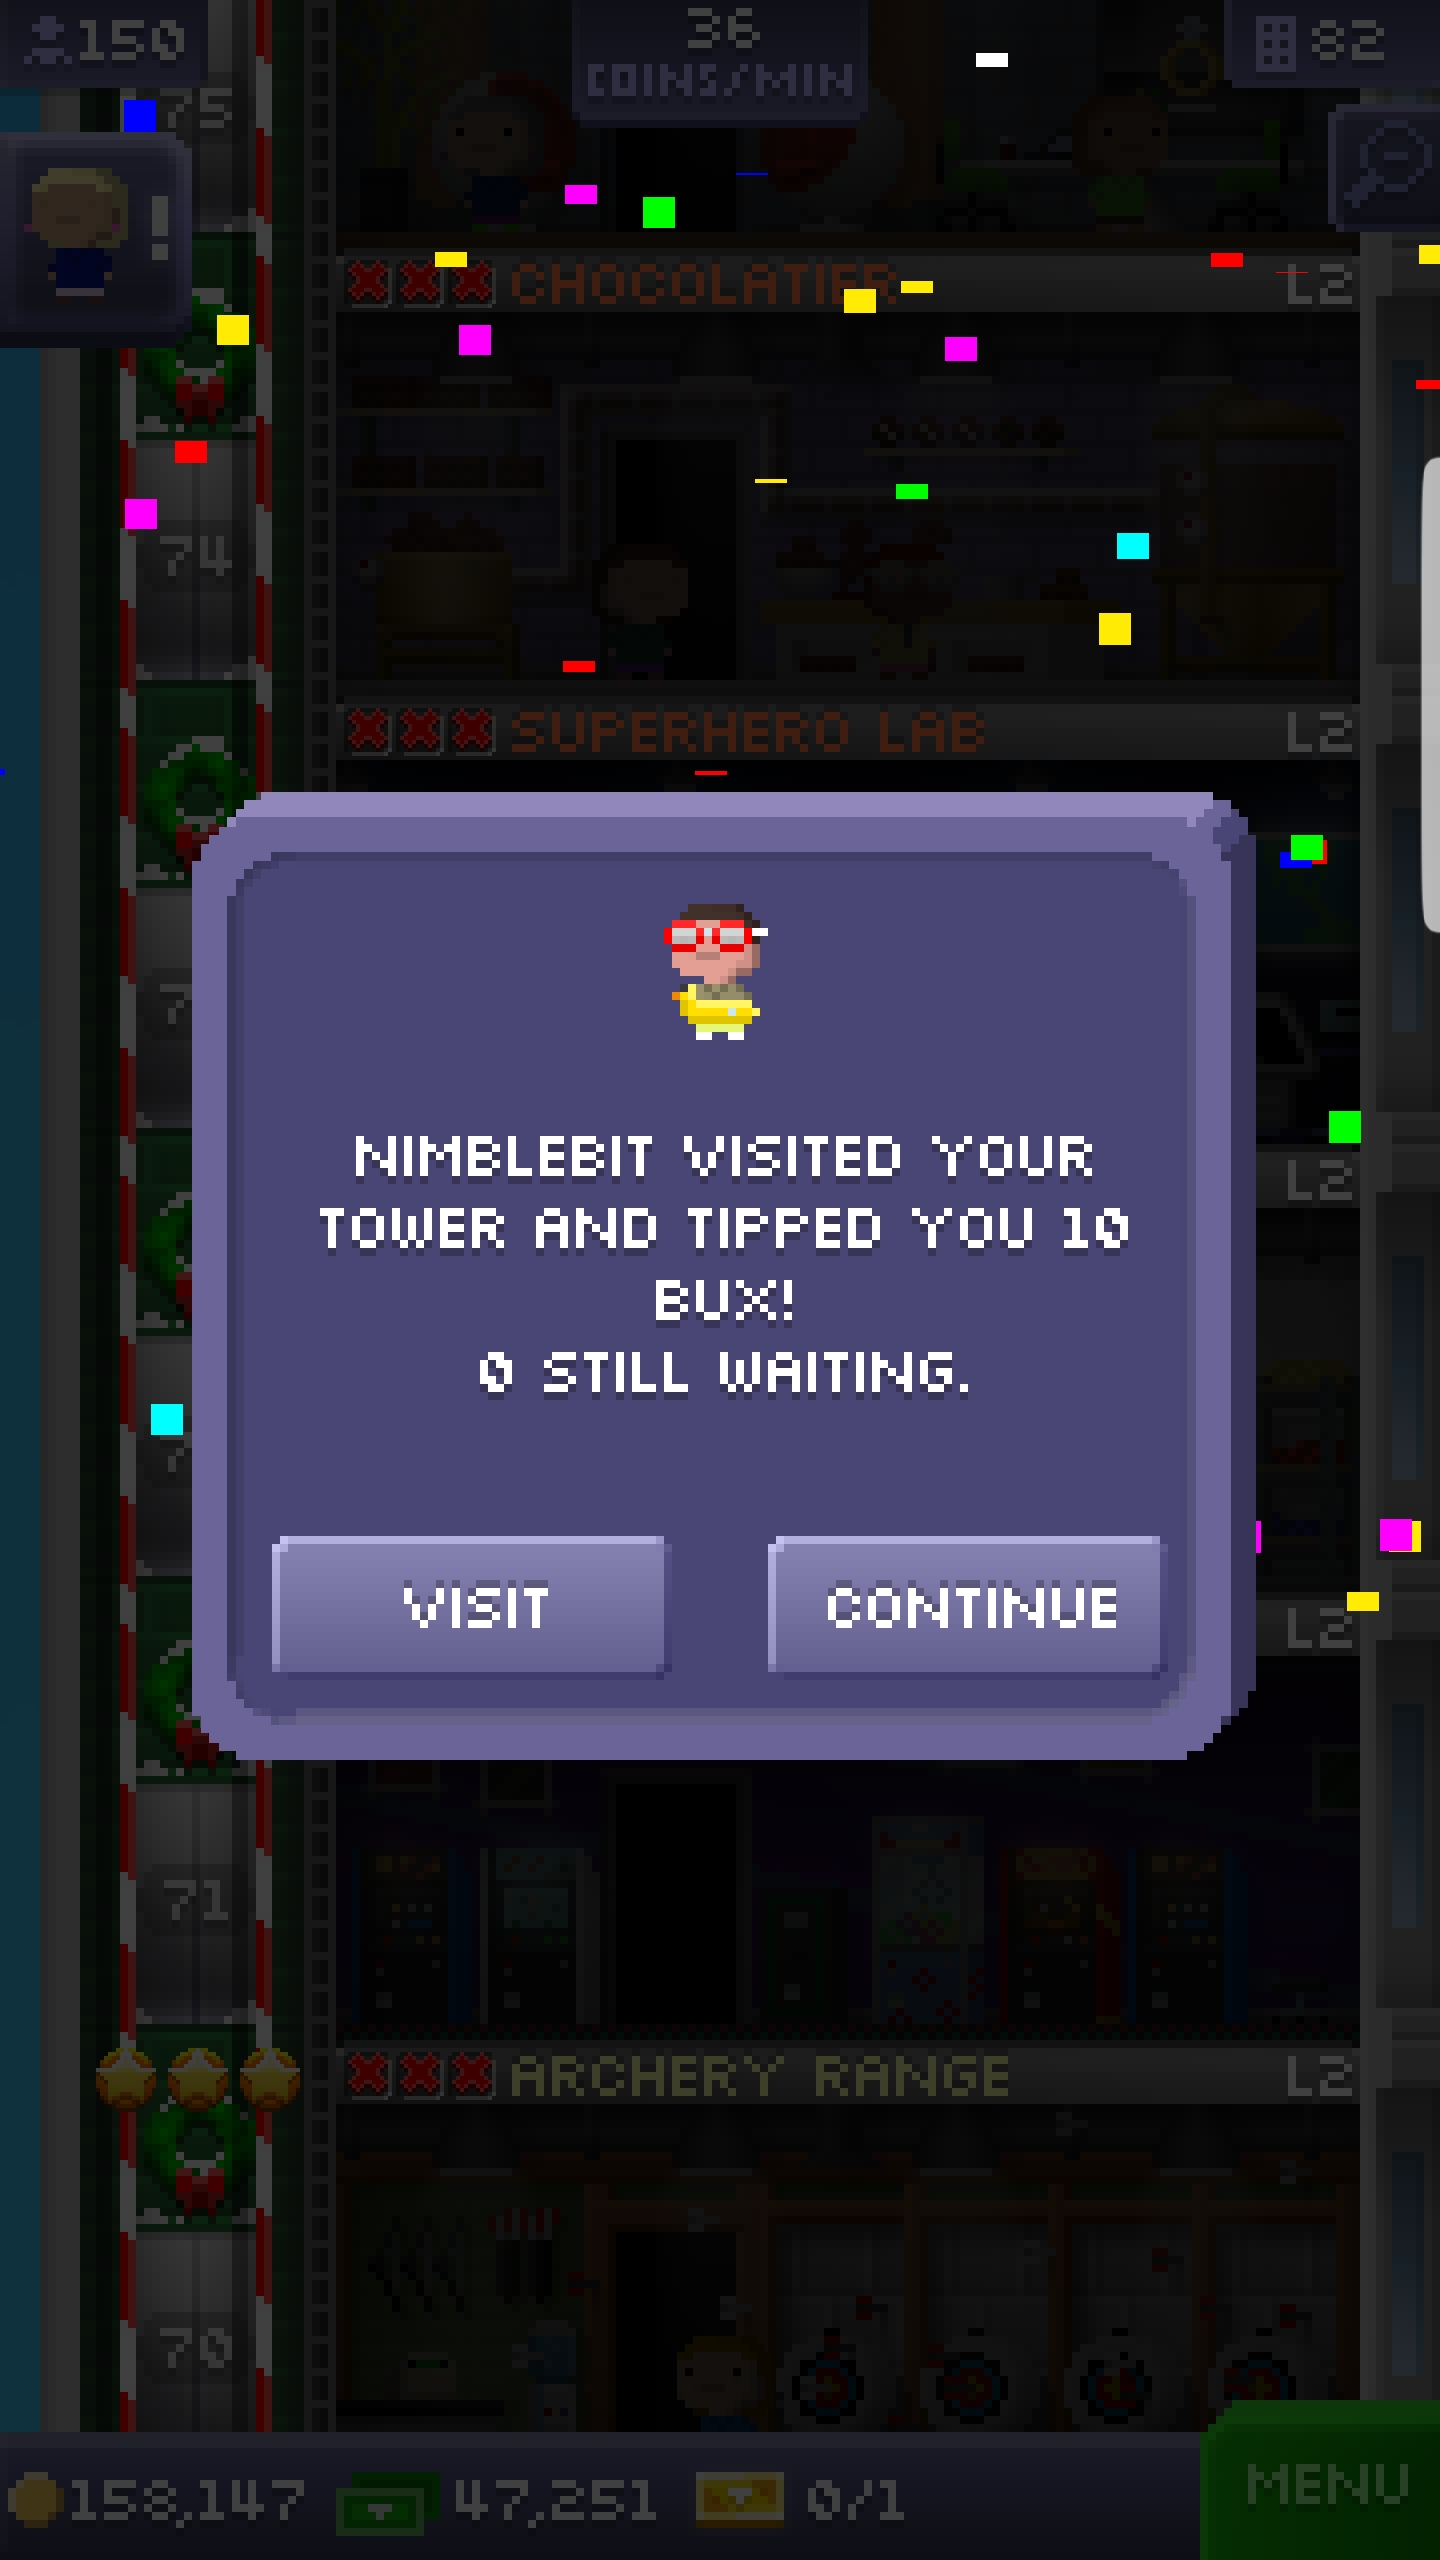 150
36
COINS/MIN
82
75
!
CHOCOLATIER L2
74
SUPERHERO LAB L2
NIMBLEBIT VISITED YOUR
TOWER AND TIPPED YOU 10
BUX!
0 STILL WAITING.
L2
VISIT CONTINUE
L2
71
ARCHERY RANGE L2
70
158,147 47,251 0/1
MENU